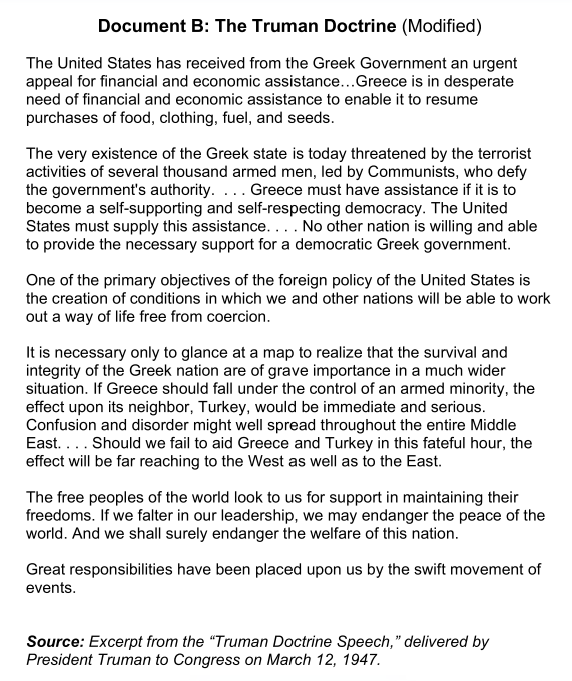 Document B: The Truman Doctrine (Modified)
The United States has received from the Greek Government an urgent
appeal for financial and economic assistance…Greece is in desperate
need of financial and economic assistance to enable it to resume
purchases of food, clothing, fuel, and seeds.
The very existence of the Greek state is today threatened by the terrorist
activities of several thousand armed men, led by Communists, who defy
the government's authority. . . . Greece must have assistance if it is to
become a self-supporting and self-respecting democracy. The United
States must supply this assistance. . . . No other nation is willing and able
to provide the necessary support for a democratic Greek government.
One of the primary objectives of the foreign policy of the United States is
the creation of conditions in which we and other nations will be able to work
out a way of life free from coercion.
It is necessary only to glance at a map to realize that the survival and
integrity of the Greek nation are of grave importance in a much wider
situation. If Greece should fall under the control of an armed minority, the
effect upon its neighbor, Turkey, would be immediate and serious.
Confusion and disorder might well spread throughout the entire Middle
East. . . . Should we fail to aid Greece and Turkey in this fateful hour, the
effect will be far reaching to the West as well as to the East.
The free peoples of the world look to us for support in maintaining their
freedoms. If we falter in our leadership, we may endanger the peace of the
world. And we shall surely endanger the welfare of this nation.
Great responsibilities have been placed upon us by the swift movement of
events.
Source: Excerpt from the “Truman Doctrine Speech,” delivered by
President Truman to Congress on March 12, 1947.